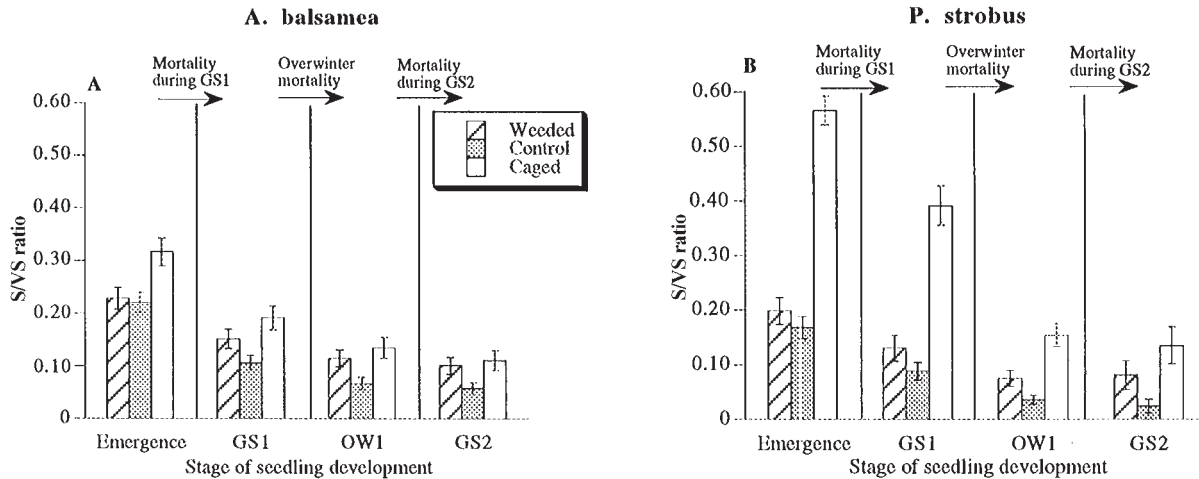 A. balsamea
A
Mortality
during GS1
Overwinter
mortality
Mortality
during GS2
Weeded
Control
Caged
S/VS ratio
0.60
0.50
0.40
0.30
0.20
0.10
0
Emergence GS1 OW1 GS2
Stage of seedling development
P. strobus
B
Mortality
during GS1
Overwinter
mortality
Mortality
during GS2
S/VS ratio
0.60
0.50
0.40
0.30
0.20
0.10
0
Emergence GS1 OW1 GS2
Stage of seedling development